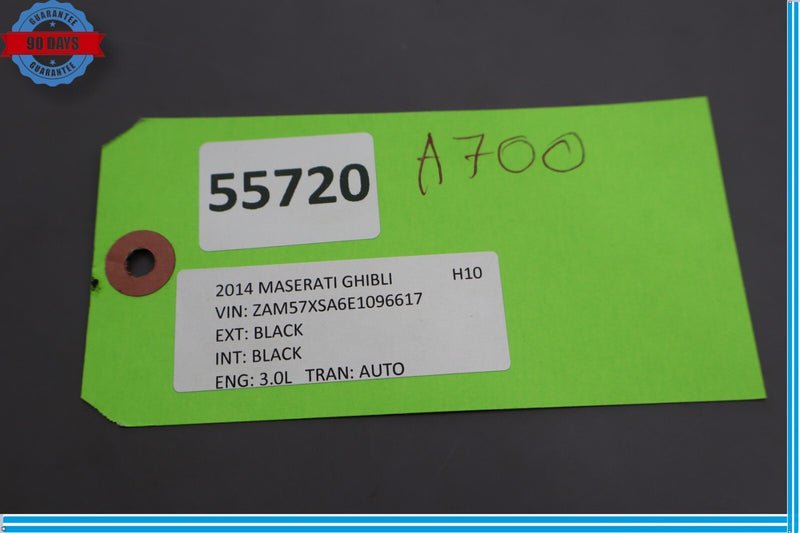 GUARANTEE
90 DAYS
GUARANTEE
55720
A700
2014 MASERATI GHIBLI H10
VIN: ZAM57XSA6E1096617
EXT: BLACK
INT: BLACK
ENG: 3.0L TRAN: AUTO